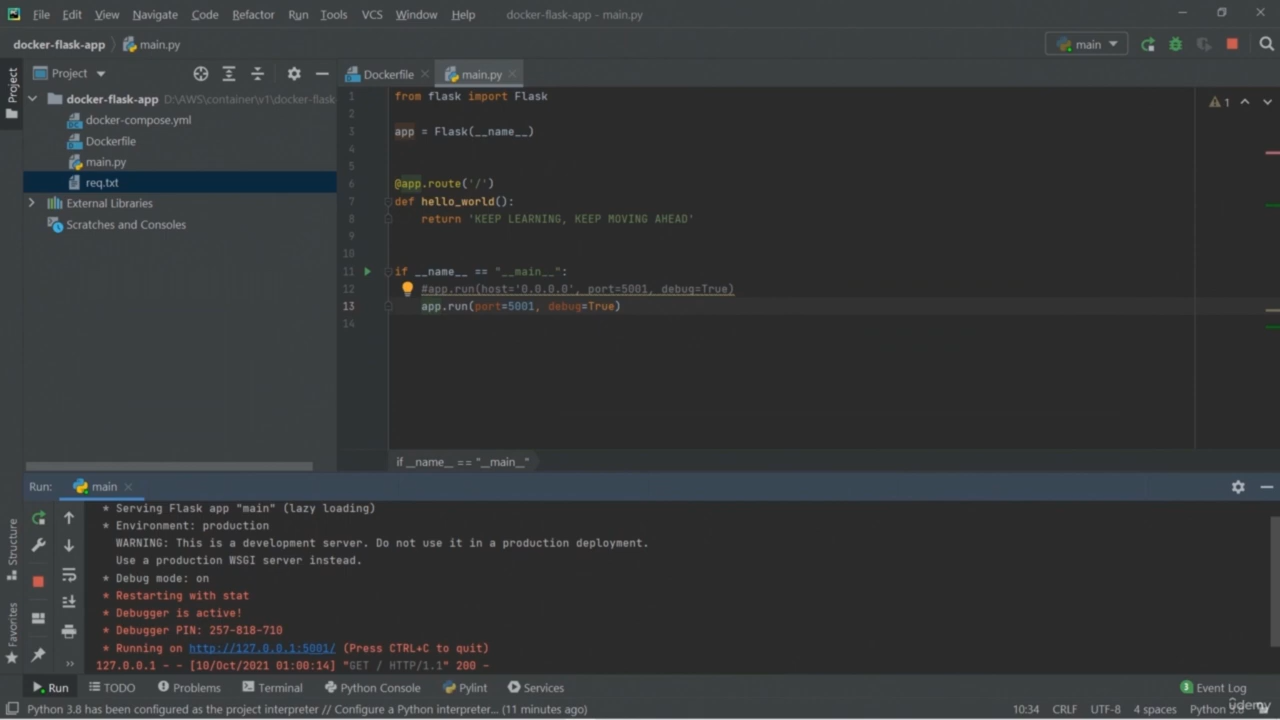 File Edit View Navigate Code Refactor Run Tools VCS Window Help docker-flask-app - main.py
docker-flask-app main.py main
Project Dockerfile main.py
docker-flask-app D:\AWS\container\v1\docker-flask
docker-compose.yml
Dockerfile
main.py
req.txt
External Libraries
Scratches and Consoles
Project
1 from flask import Flask
2
3 app = Flask(__name__)
4
5
6 @app.route('/')
7 def hello_world():
8 return 'KEEP LEARNING, KEEP MOVING AHEAD'
9
10
11 if __name__ == "__main__":
12 #app.run(host='0.0.0.0', port=5001, debug=True)
13 app.run(port=5001, debug=True)
14
1
if __name__ == "__main__"
Run: main
* Serving Flask app "main" (lazy loading)
* Environment: production
WARNING: This is a development server. Do not use it in a production deployment.
Use a production WSGI server instead.
* Debug mode: on
* Restarting with stat
* Debugger is active!
* Debugger PIN: 257-818-710
* Running on http://127.0.0.1:5001/ (Press CTRL+C to quit)
127.0.0.1 - - [10/Oct/2021 01:00:14] "GET / HTTP/1.1" 200 -
Structure
Favorites
Run TODO Problems Terminal Python Console Pylint Services 1 Event Log
Python 3.8 has been configured as the project interpreter // Configure a Python interpreter... (11 minutes ago) 10:34 CRLF UTF-8 4 spaces Python 3.8
udemy